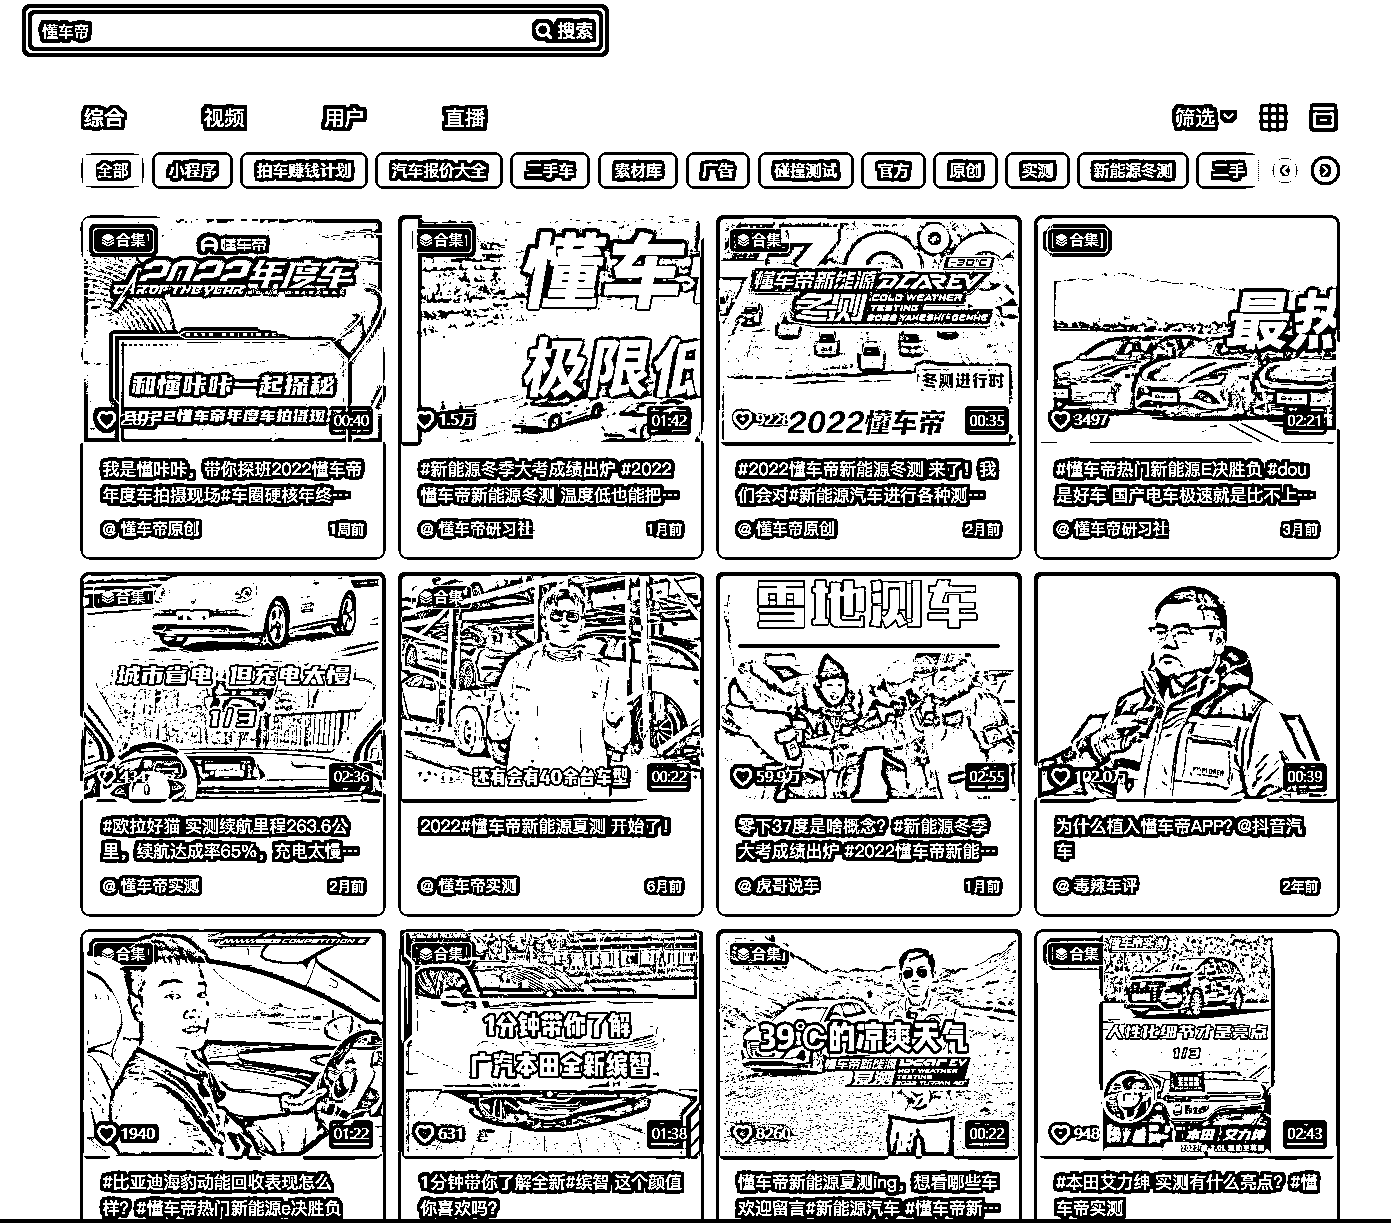 懂车帝
搜索
综合 视频 用户 直播
筛选
全部 小程序 拍车赚钱计划 汽车报价大全 二手车 素材库 广告 碰撞测试 官方 原创 实测 新能源冬测 二手
合集
懂车帝
2022年度车
CAR OF THE YEAR
和懂咔咔一起探秘
2022懂车帝年度车拍摄现
00:40
我是懂咔咔，带你探班2022懂车帝
年度车拍摄现场#车圈硬核年终…
@ 懂车帝原创
1周前
合集
懂车
极限低
1.5万
01:42
#新能源冬季大考成绩出炉 #2022
懂车帝新能源冬测 温度低也能把…
@ 懂车帝研习社
1月前
合集
-30℃
懂车帝新能源 DCAR EV
冬测 COLD WEATHER
TESTING
冬测进行时
2022懂车帝
9228
00:35
#2022懂车帝新能源冬测 来了！我
们会对#新能源汽车进行各种测…
@ 懂车帝原创
2月前
合集
最热
3497
02:21
#懂车帝热门新能源E决胜负 #dou
是好车 国产电车极速就是比不上…
@ 懂车帝研习社
3月前
合集
城市省电 但充电太慢
1/3
02:36
#欧拉好猫 实测续航里程263.6公
里，续航达成率65%，充电太慢…
@ 懂车帝实测
2月前
合集
还有会有40余台车型
00:22
2022#懂车帝新能源夏测 开始了！
@ 懂车帝实测
6月前
雪地测车
59.9万
02:55
零下37度是啥概念？#新能源冬季
大考成绩出炉 #2022懂车帝新能…
@ 虎哥说车
1月前
102.0万
00:39
为什么植入懂车帝APP？@抖音汽
车
@ 毒辣车评
2年前
合集
1940
01:22
#比亚迪海豹动能回收表现怎么
样？#懂车帝热门新能源e决胜负
合集
1分钟带你了解
广汽本田全新缤智
631
01:38
1分钟带你了解全新#缤智 这个颜值
你喜欢吗？
合集
39℃的凉爽天气
懂车帝新能源 DCAR EV
夏测 HOT WEATHER
TESTING
8260
00:22
懂车帝新能源夏测ing，想看哪些车
欢迎留言#新能源汽车 #懂车帝新…
合集
懂车帝实测
人性化细节才是亮点
1/3
本田 艾力绅
948
02:43
#本田艾力绅 实测有什么亮点？#懂
车帝实测